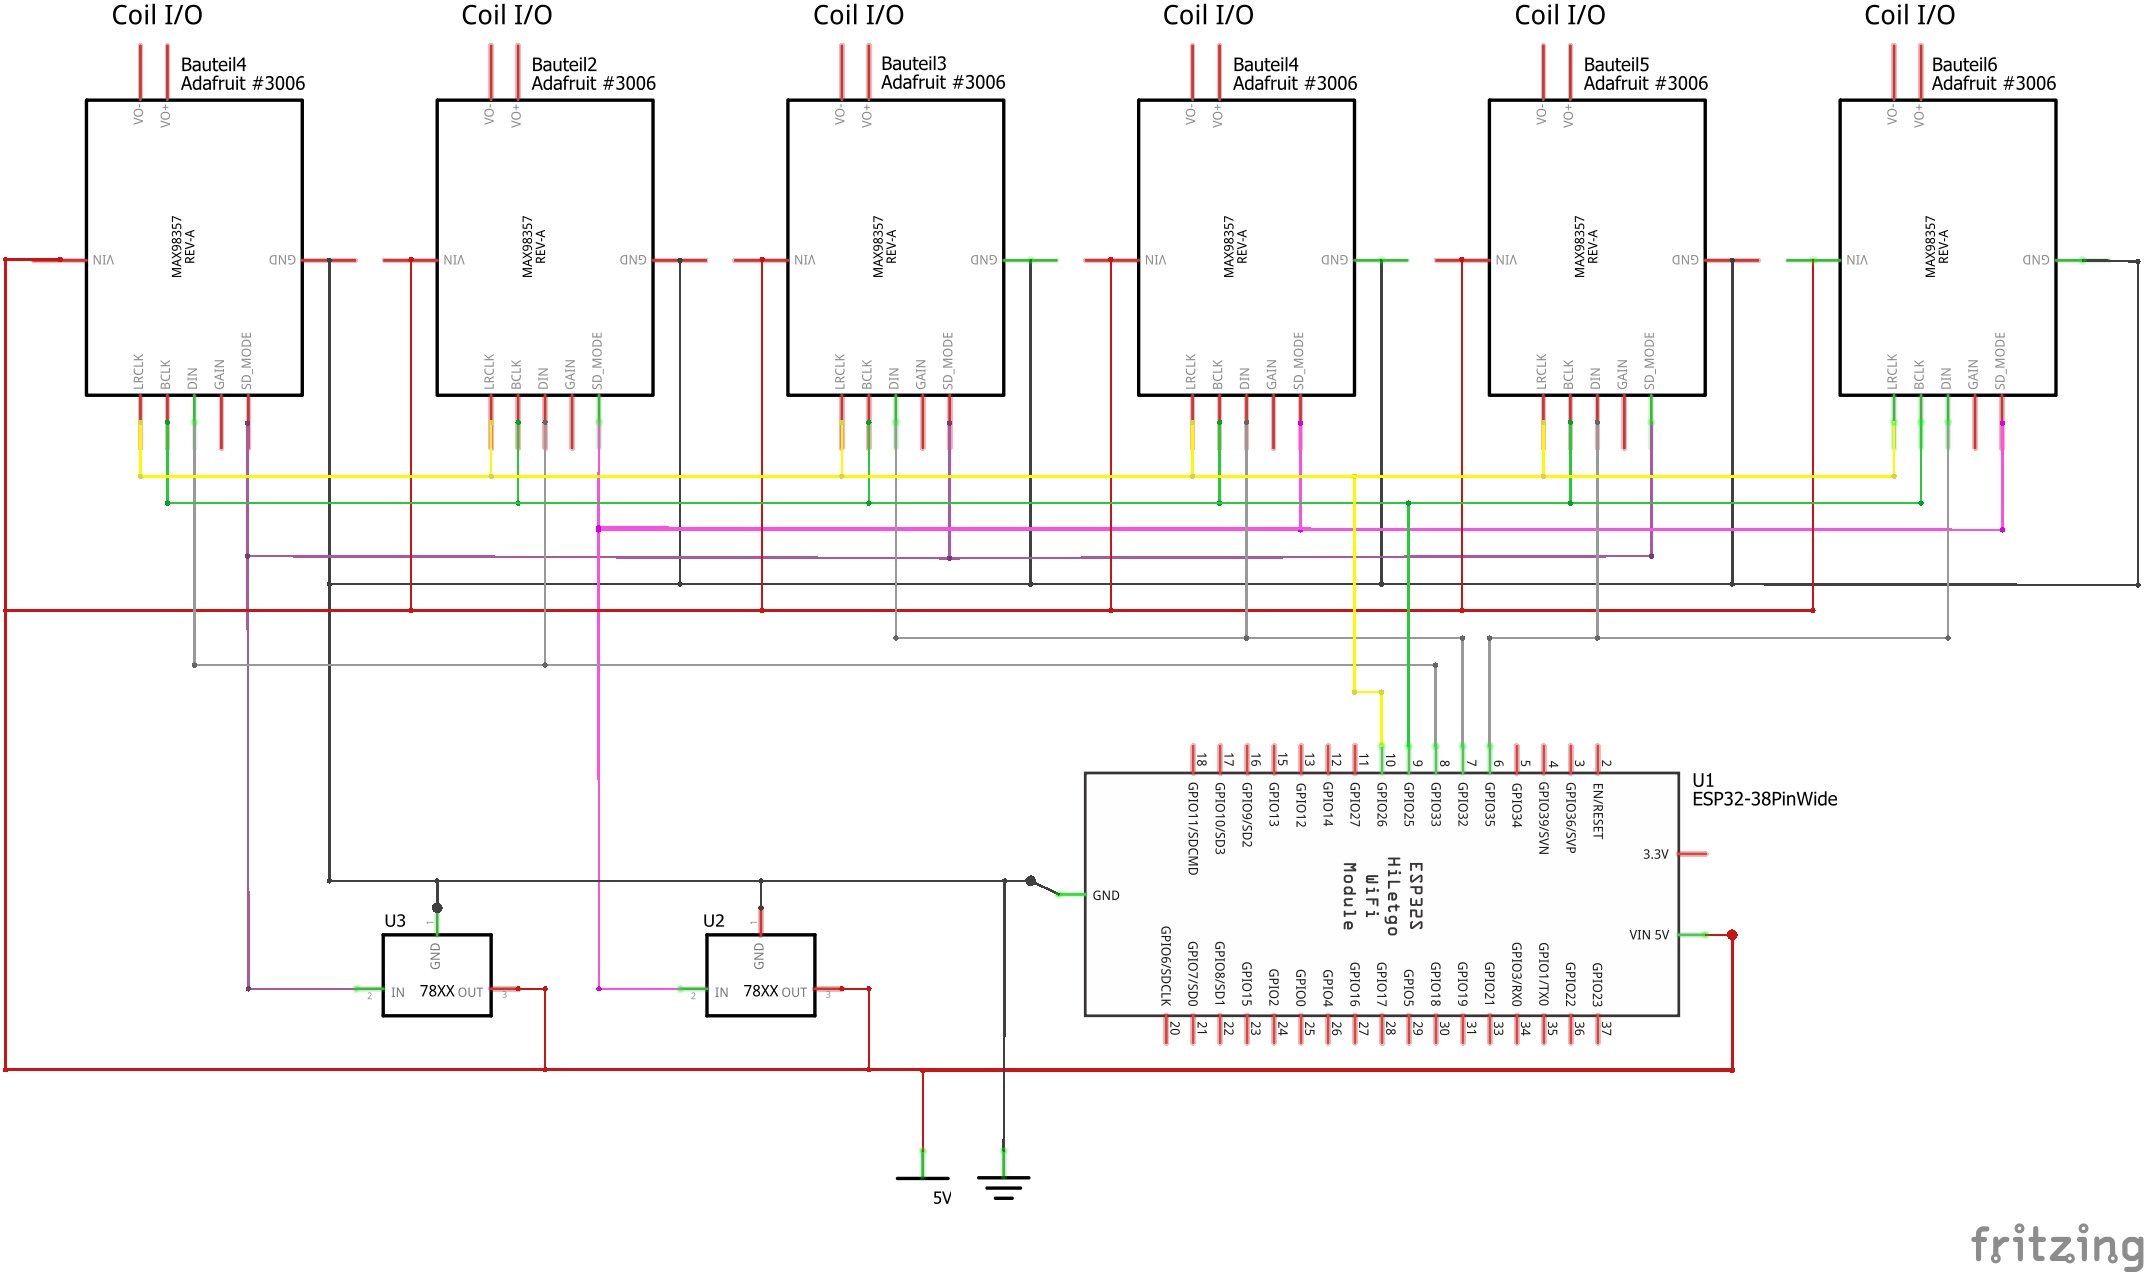 Coil I/O
Coil I/O
Coil I/O
Coil I/O
Coil I/O
Coil I/O
Bauteil4
Adafruit #3006
VO-
VO+
MAX98357
REV-A
VIN
GND
LRCLK
BCLK
DIN
GAIN
SD_MODE
Bauteil2
Adafruit #3006
VO-
VO+
MAX98357
REV-A
VIN
GND
LRCLK
BCLK
DIN
GAIN
SD_MODE
Bauteil3
Adafruit #3006
VO-
VO+
MAX98357
REV-A
VIN
GND
LRCLK
BCLK
DIN
GAIN
SD_MODE
Bauteil4
Adafruit #3006
VO-
VO+
MAX98357
REV-A
VIN
GND
LRCLK
BCLK
DIN
GAIN
SD_MODE
Bauteil5
Adafruit #3006
VO-
VO+
MAX98357
REV-A
VIN
GND
LRCLK
BCLK
DIN
GAIN
SD_MODE
Bauteil6
Adafruit #3006
VO-
VO+
MAX98357
REV-A
VIN
GND
LRCLK
BCLK
DIN
GAIN
SD_MODE
U1
ESP32-38PinWide
18
17
16
15
13
12
11
10
9
8
7
6
5
4
3
2
GPIO11/SDCMD
GPIO10/SD3
GPIO9/SD2
GPIO13
GPIO12
GPIO14
GPIO27
GPIO26
GPIO25
GPIO33
GPIO32
GPIO35
GPIO34
GPIO39/SVN
GPIO36/SVP
EN/RESET
3.3V
GND
VIN 5V
ESP32S
HiLetgo
WiFi
Module
GPIO6/SDCLK
GPIO7/SD0
GPIO8/SD1
GPIO15
GPIO2
GPIO0
GPIO4
GPIO16
GPIO17
GPIO5
GPIO18
GPIO19
GPIO21
GPIO3/RX0
GPIO1/TX0
GPIO22
GPIO23
20
21
22
23
24
25
26
27
28
29
30
31
33
34
35
36
37
U3
1
GND
2
IN
78XX
OUT
3
U2
1
GND
2
IN
78XX
OUT
3
5V
fritzing